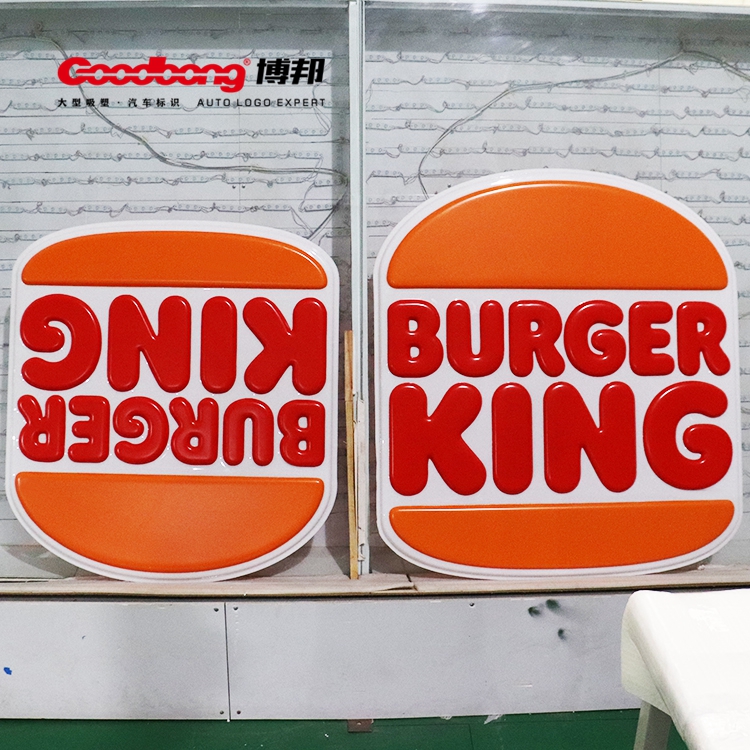 Goodbong® 博邦
大型吸塑·汽车标识 AUTO LOGO EXPERT
BURGER
KING
BURGER
KING